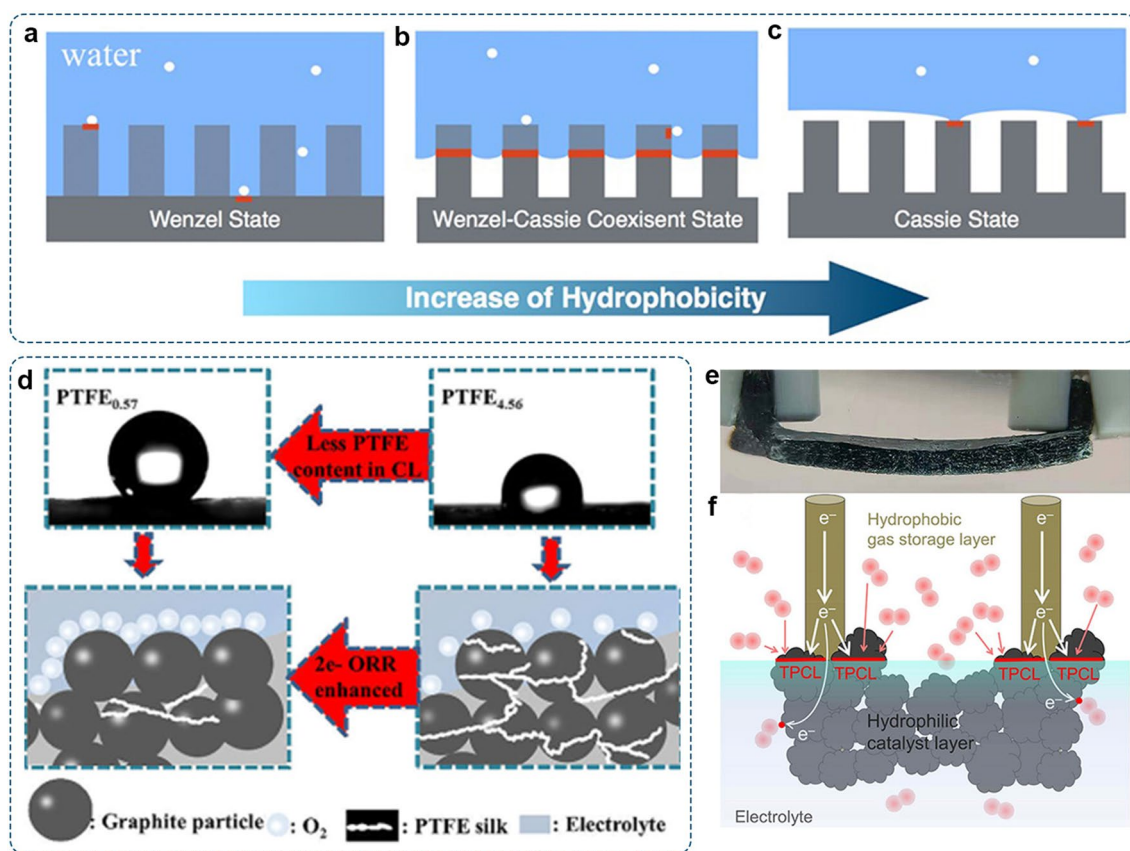 a
water
Wenzel State
b
Wenzel-Cassie Coexisent State
c
Cassie State
Increase of Hydrophobicity
d
PTFE0.57
Less PTFE
content in CL
PTFE4.56
2e- ORR
enhanced
: Graphite particle
: O2
: PTFE silk
: Electrolyte
e
f
e−
Hydrophobic
gas storage layer
e−
e−
e−
TPCL
TPCL
TPCL
TPCL
e−
e−
Hydrophilic
catalyst layer
Electrolyte